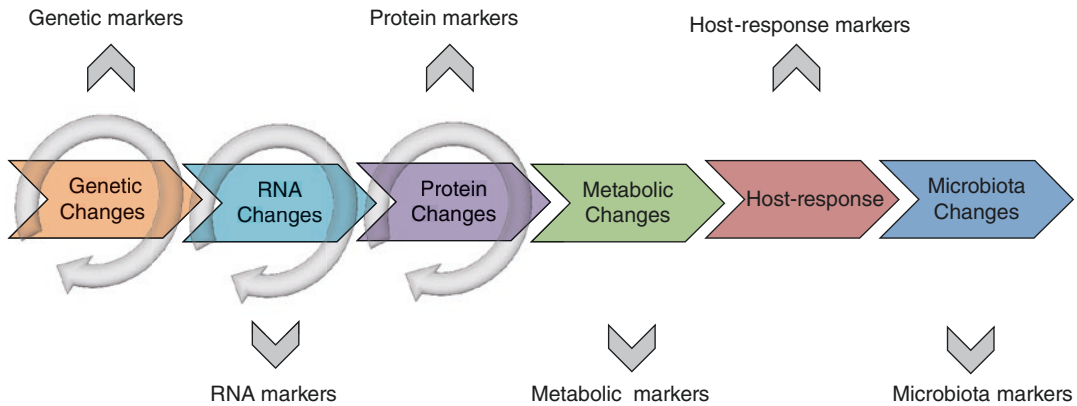 Genetic markers
Protein markers
Host-response markers
Genetic
Changes
RNA
Changes
Protein
Changes
Metabolic
Changes
Host-response
Microbiota
Changes
RNA markers
Metabolic markers
Microbiota markers